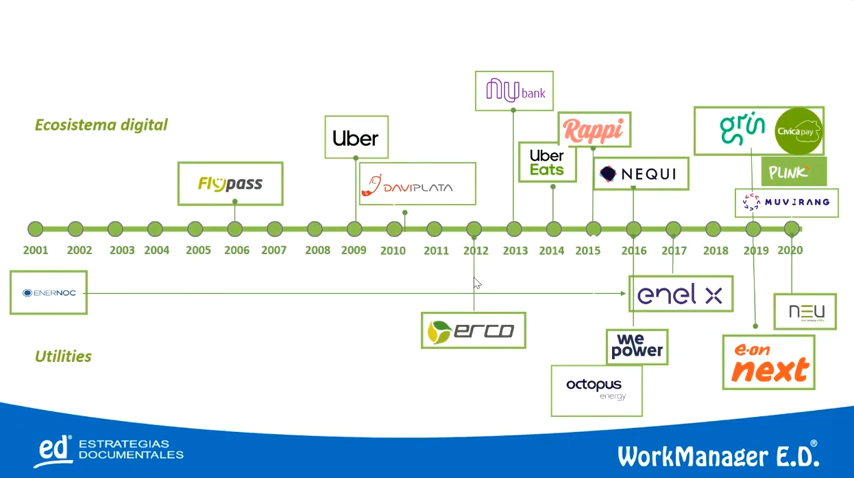 nu bank
grin
Civica pay
Ecosistema digital
Uber
Rappi
Uber
Eats
PLINK
NEQUI
Flypass
DAVIPLATA
MUVERANG
2001 2002 2003 2004 2005 2006 2007 2008 2009 2010 2011 2012 2013 2014 2015 2016 2017 2018 2019 2020
ENERNOC
enel x
NEU
erco
we
power
e·on
next
Utilities
octopus
energy
ed® ESTRATEGIAS
DOCUMENTALES
WorkManager E.D.®